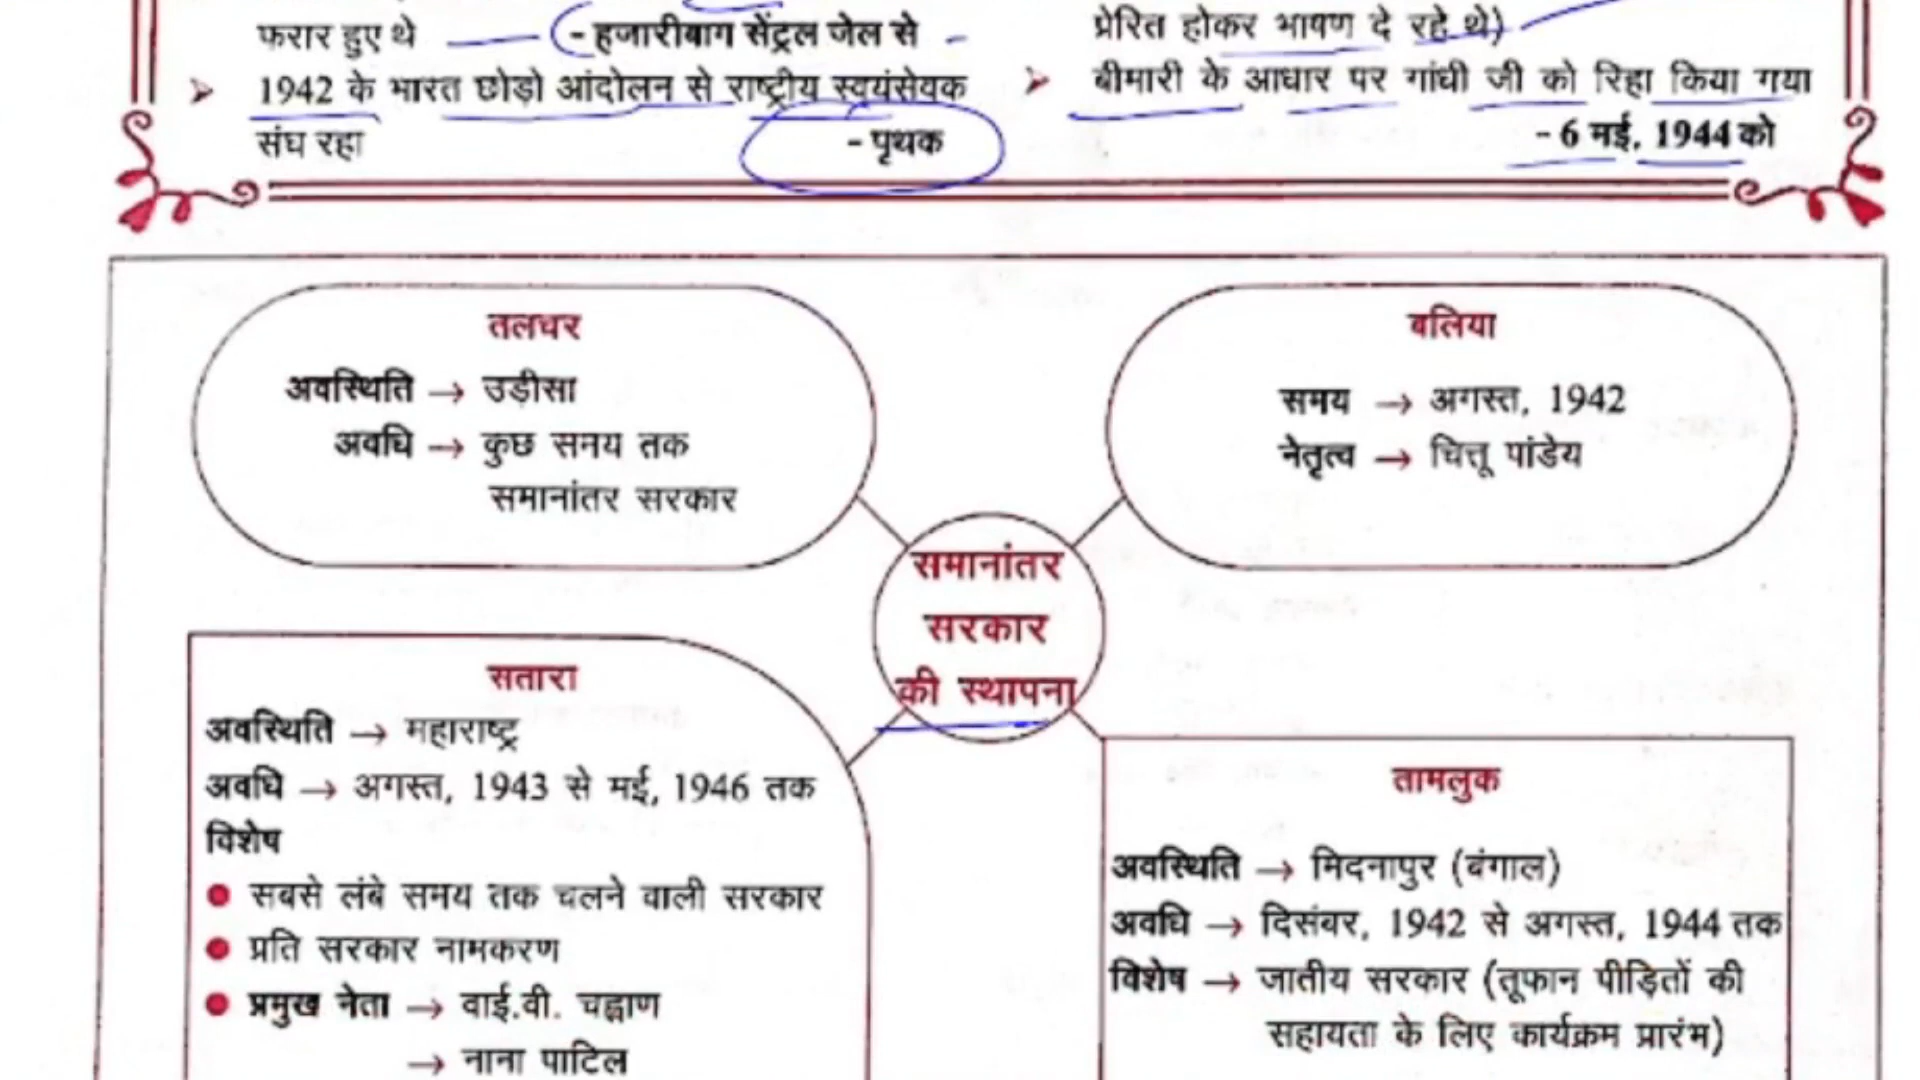 फरार हुए थे - हजारीबाग सेंट्रल जेल से
1942 के भारत छोड़ो आंदोलन से राष्ट्रीय स्वयंसेवक
संघ रहा - पृथक
प्रेरित होकर भाषण दे रहे थे)
बीमारी के आधार पर गांधी जी को रिहा किया गया
- 6 मई, 1944 को
तलचर
अवस्थिति → उड़ीसा
अवधि → कुछ समय तक
समानांतर सरकार
बलिया
समय → अगस्त, 1942
नेतृत्व → चित्तू पांडेय
समानांतर
सरकार
की स्थापना
सतारा
अवस्थिति → महाराष्ट्र
अवधि → अगस्त, 1943 से मई, 1946 तक
विशेष
● सबसे लंबे समय तक चलने वाली सरकार
● प्रति सरकार नामकरण
● प्रमुख नेता → वाई.वी. चह्वाण
→ नाना पाटिल
तामलुक
अवस्थिति → मिदनापुर (बंगाल)
अवधि → दिसंबर, 1942 से अगस्त, 1944 तक
विशेष → जातीय सरकार (तूफान पीड़ितों की
सहायता के लिए कार्यक्रम प्रारंभ)